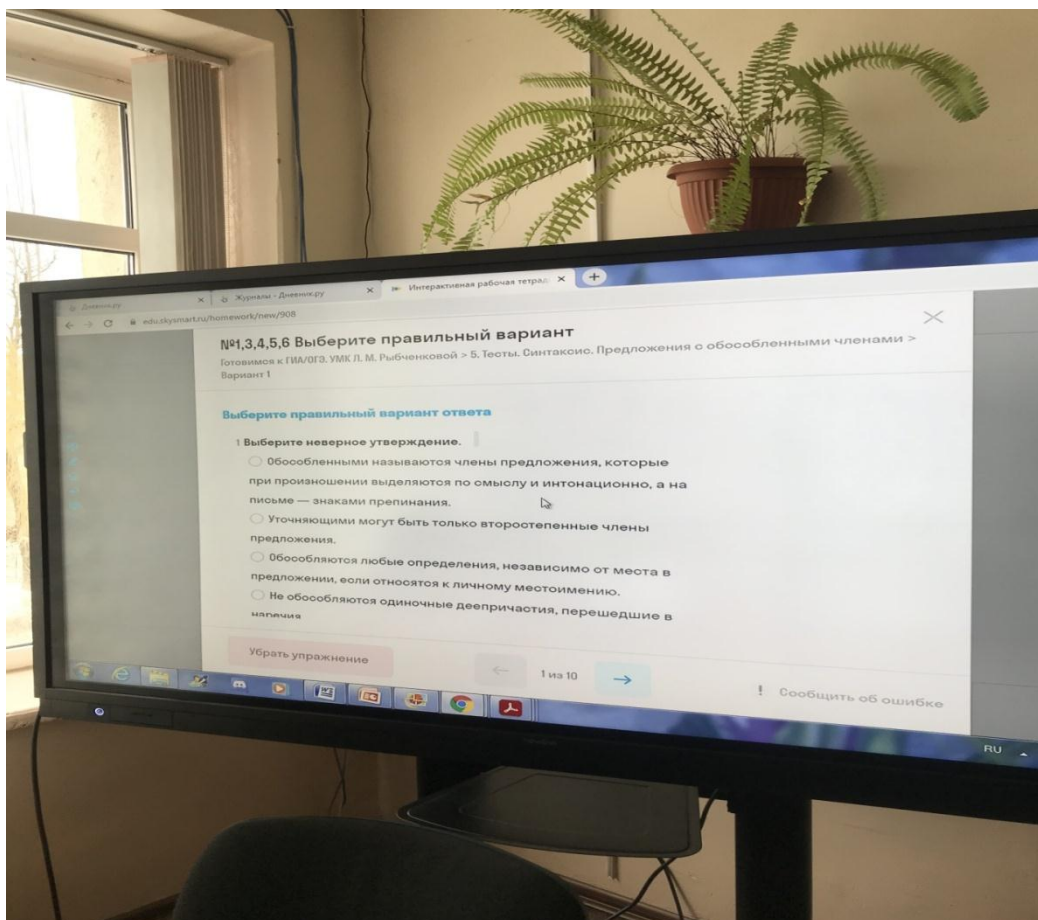 Дневник.ру
Журналы - Дневник.ру
Интерактивная рабочая тетрад
edu.skysmart.ru/homework/new/908
№1,3,4,5,6 Выберите правильный вариант
Готовимся к ГИА/ОГЭ. УМК Л. М. Рыбченковой > 5. Тесты. Синтаксис. Предложения с обособленными членами >
Вариант 1
Выберите правильный вариант ответа
1 Выберите неверное утверждение.
Обособленными называются члены предложения, которые
при произношении выделяются по смыслу и интонационно, а на
письме — знаками препинания.
Уточняющими могут быть только второстепенные члены
предложения.
Обособляются любые определения, независимо от места в
предложении, если относятся к личному местоимению.
Не обособляются одиночные деепричастия, перешедшие в
наречия
Убрать упражнение
← 1 из 10 →
! Сообщить об ошибке
RU